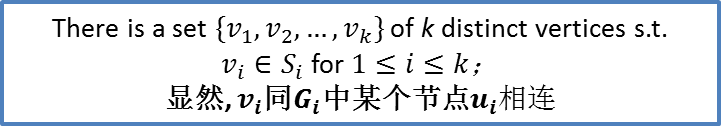 There is a set {v₁, v₂, …, vₖ} of k distinct vertices s.t.
vᵢ ∈ Sᵢ for 1 ≤ i ≤ k；
显然, vᵢ同Gᵢ中某个节点uᵢ相连